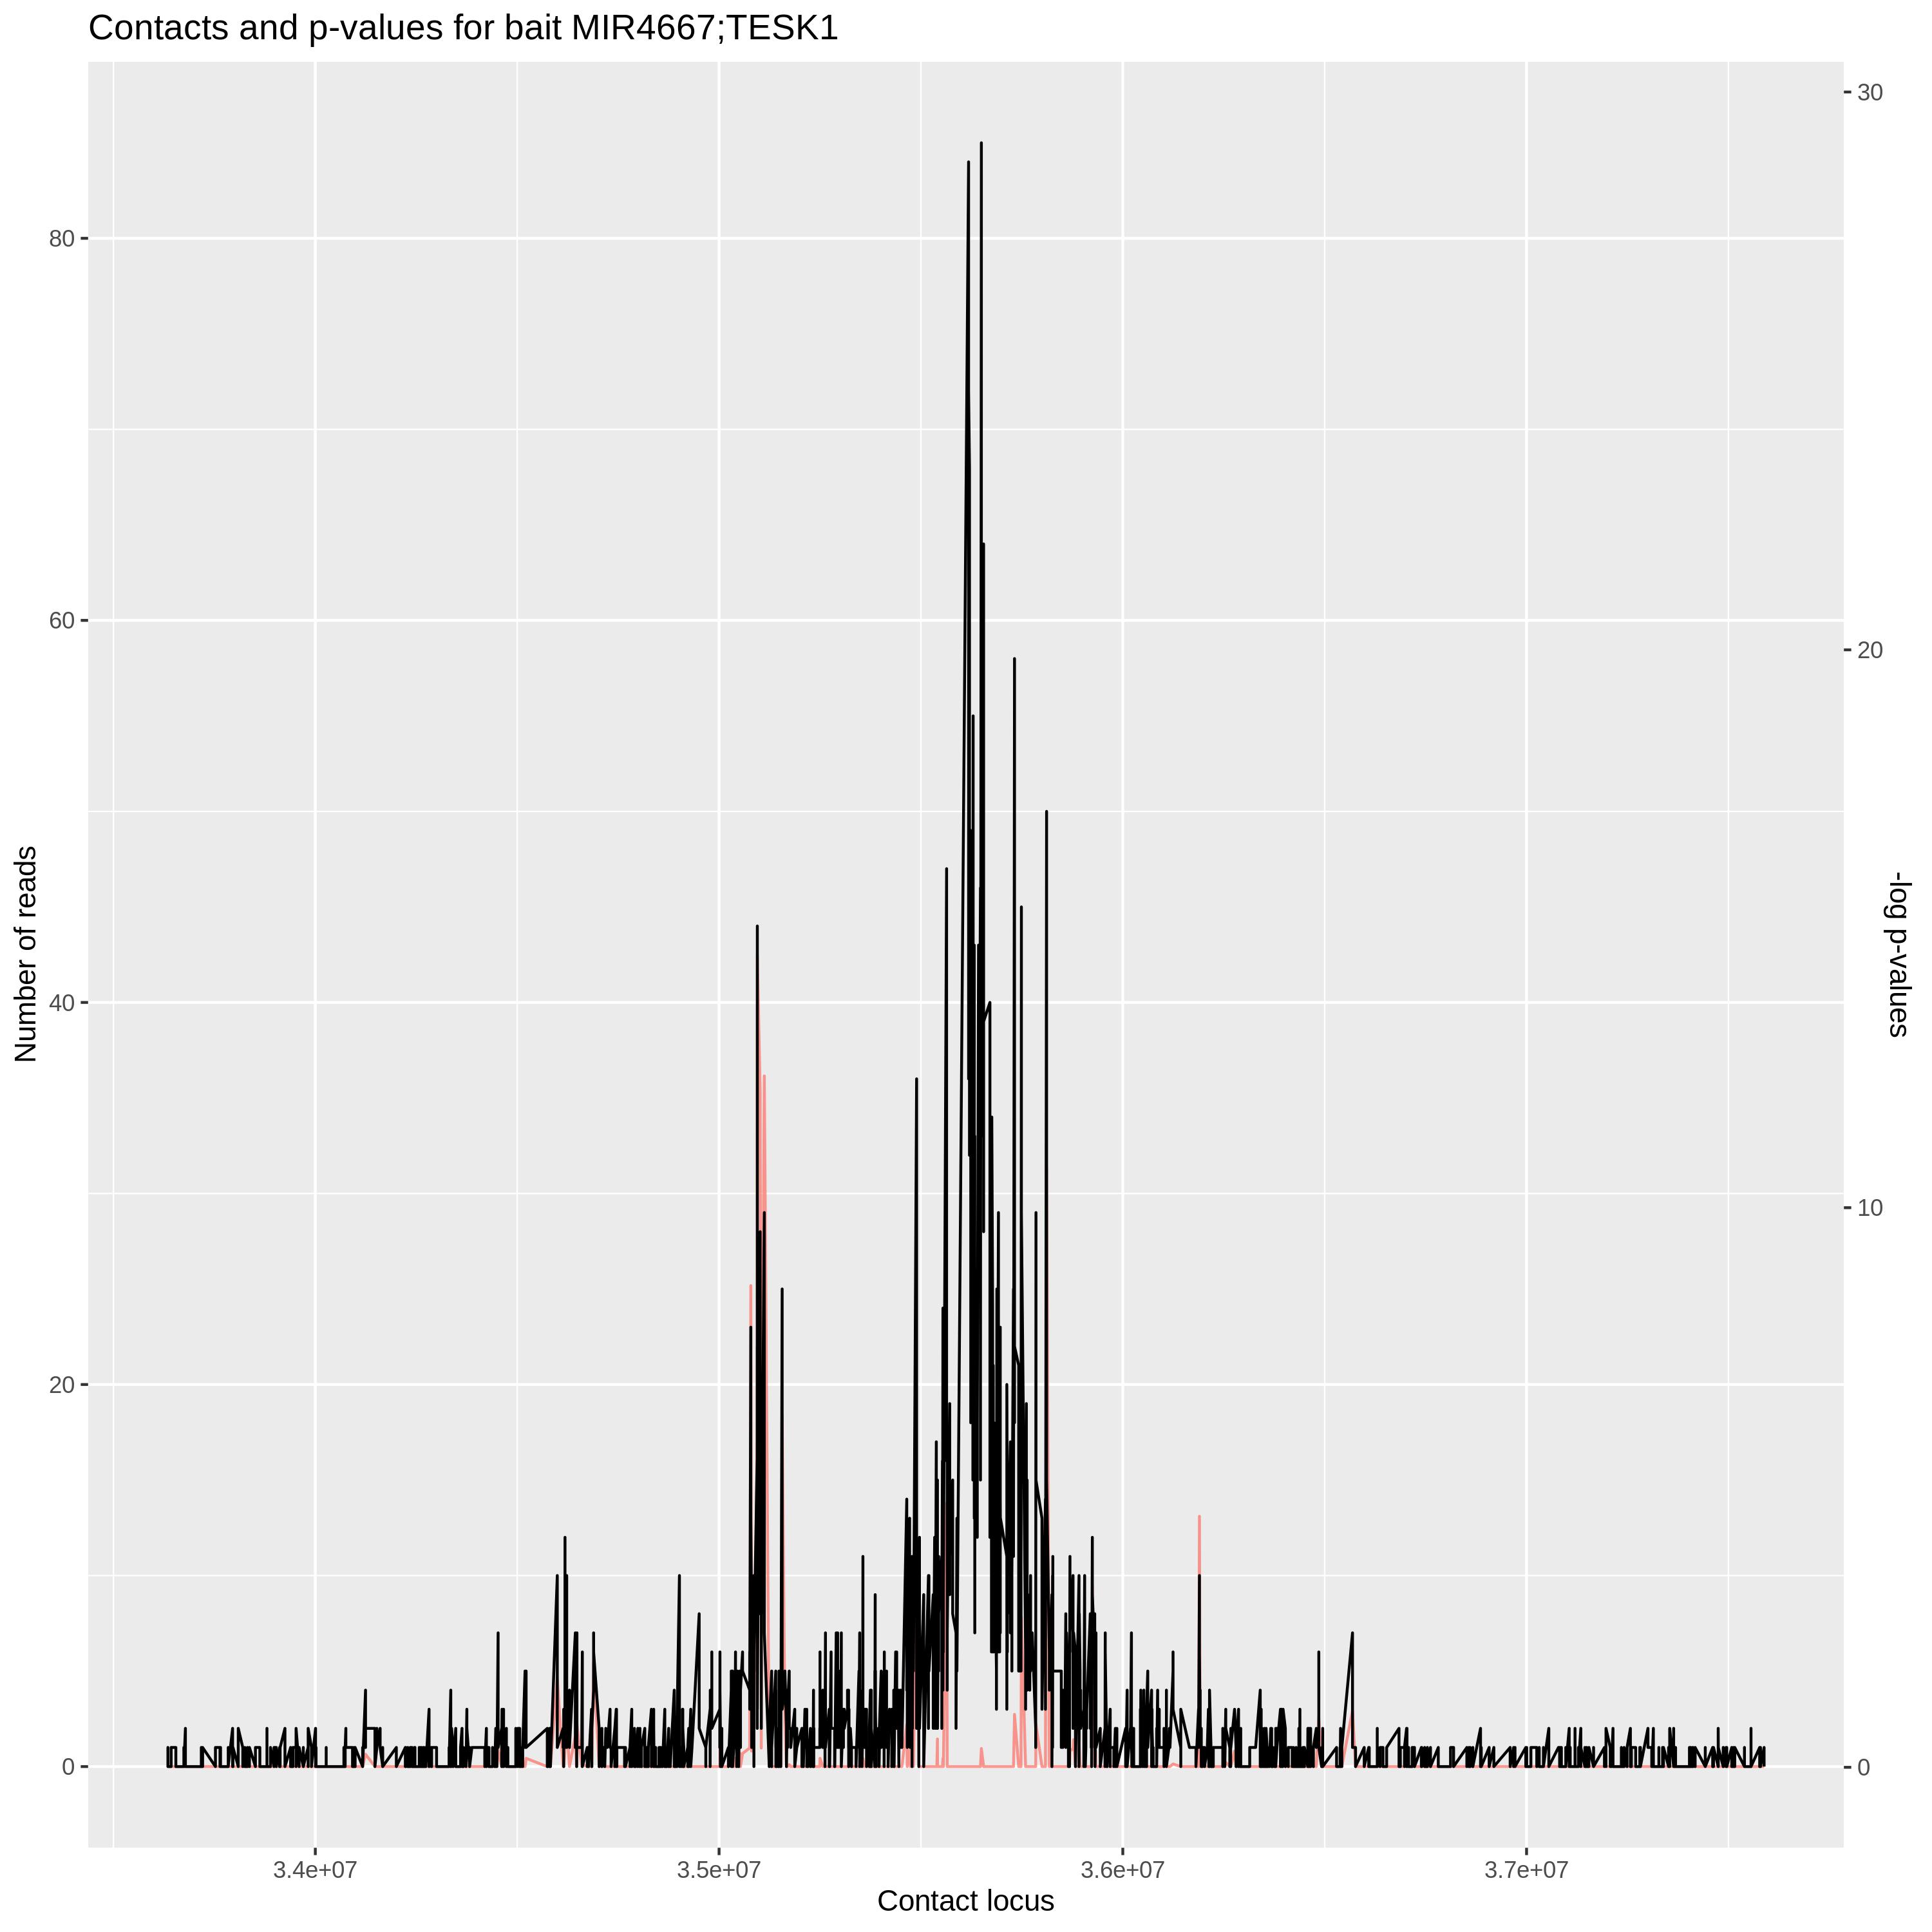 Contacts and p-values for bait MIR4667;TESK1
80
60
40
20
0
Number of reads
30
20
10
0
-log p-values
3.4e+07
3.5e+07
3.6e+07
3.7e+07
Contact locus